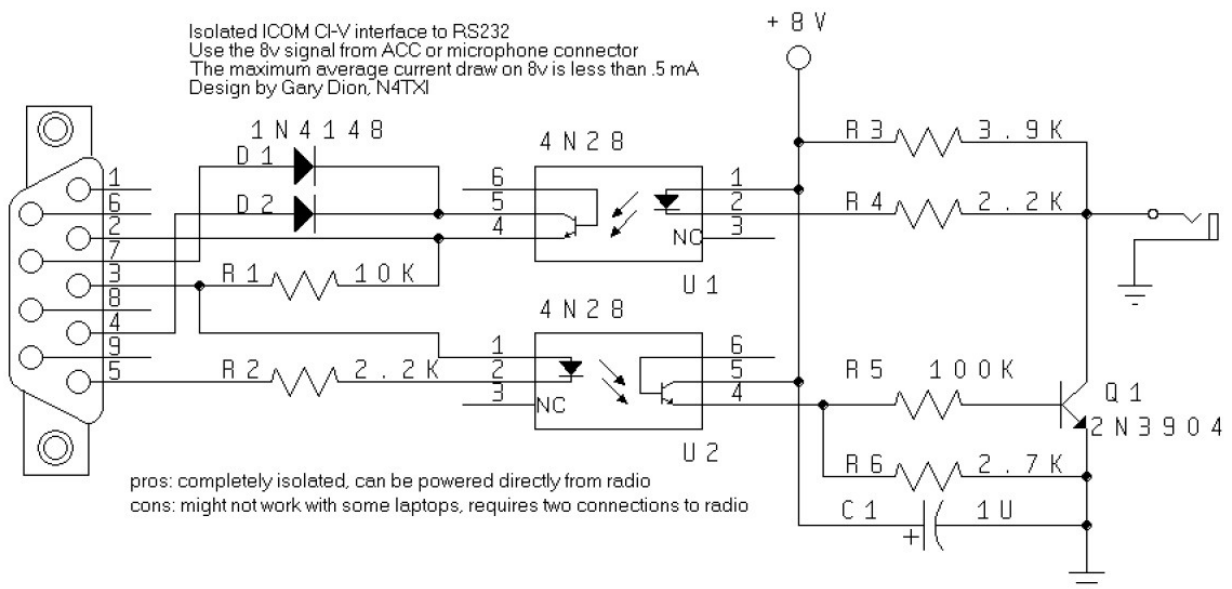 Isolated ICOM CI-V interface to RS232
Use the 8v signal from ACC or microphone connector
The maximum average current draw on 8v is less than .5 mA
Design by Gary Dion, N4TXI
+ 8 V
1N4148
D1
D2
4N28
R3 3.9K
R4 2.2K
1
6
2
7
3
8
4
9
5
6
5
4
1
2
3
NC
U1
R1 10K
4N28
R2 2.2K
1
2
3
NC
6
5
4
U2
R5 100K
Q1
2N3904
R6 2.7K
C1 1U
+
pros: completely isolated, can be powered directly from radio
cons: might not work with some laptops, requires two connections to radio